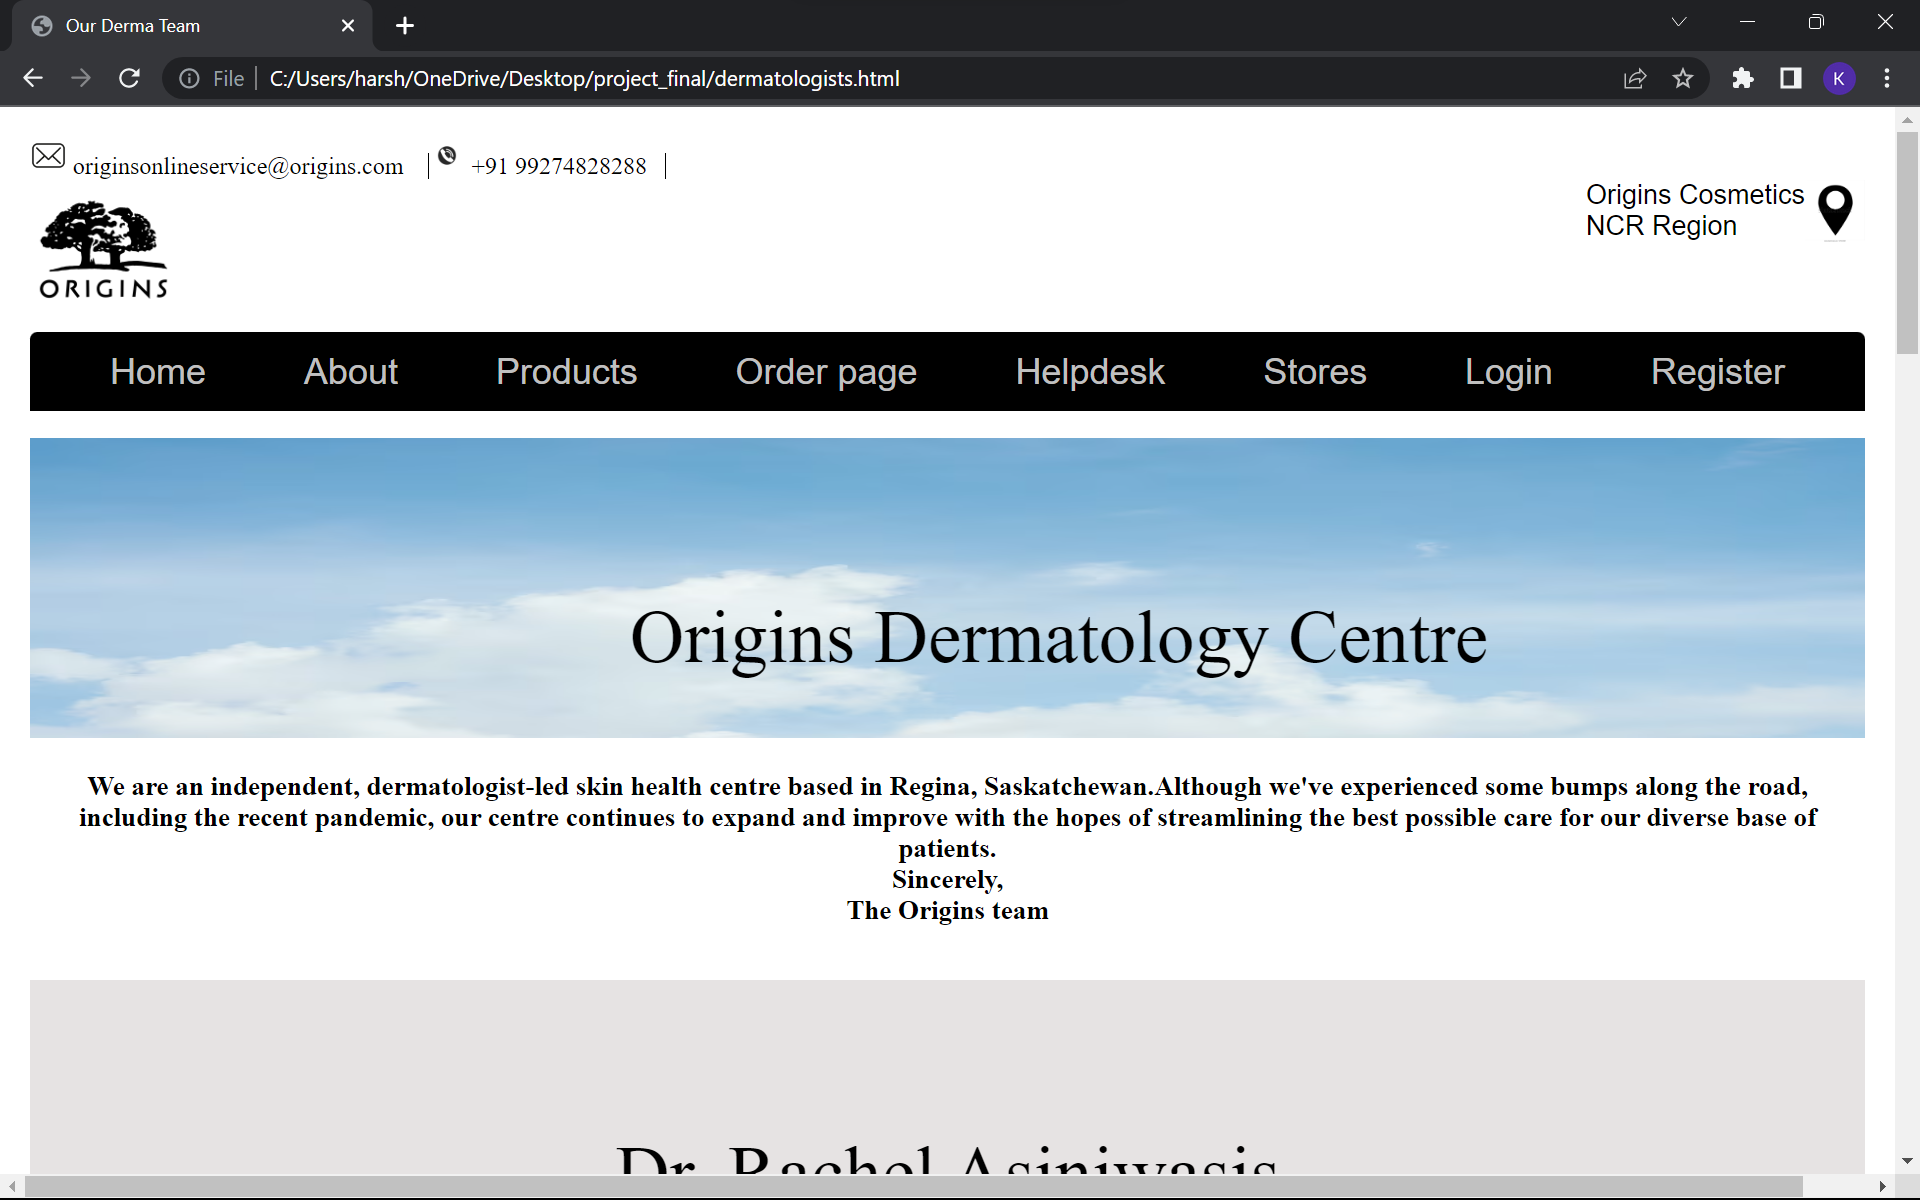 Our Derma Team
File C:/Users/harsh/OneDrive/Desktop/project_final/dermatologists.html
K
originsonlineservice@origins.com | +91 99274828288 |
Origins Cosmetics
NCR Region
ORIGINS
Home About Products Order page Helpdesk Stores Login Register
Origins Dermatology Centre
We are an independent, dermatologist-led skin health centre based in Regina, Saskatchewan.Although we've experienced some bumps along the road,
including the recent pandemic, our centre continues to expand and improve with the hopes of streamlining the best possible care for our diverse base of
patients.
Sincerely,
The Origins team
Dr. Rachel Asiniwasis